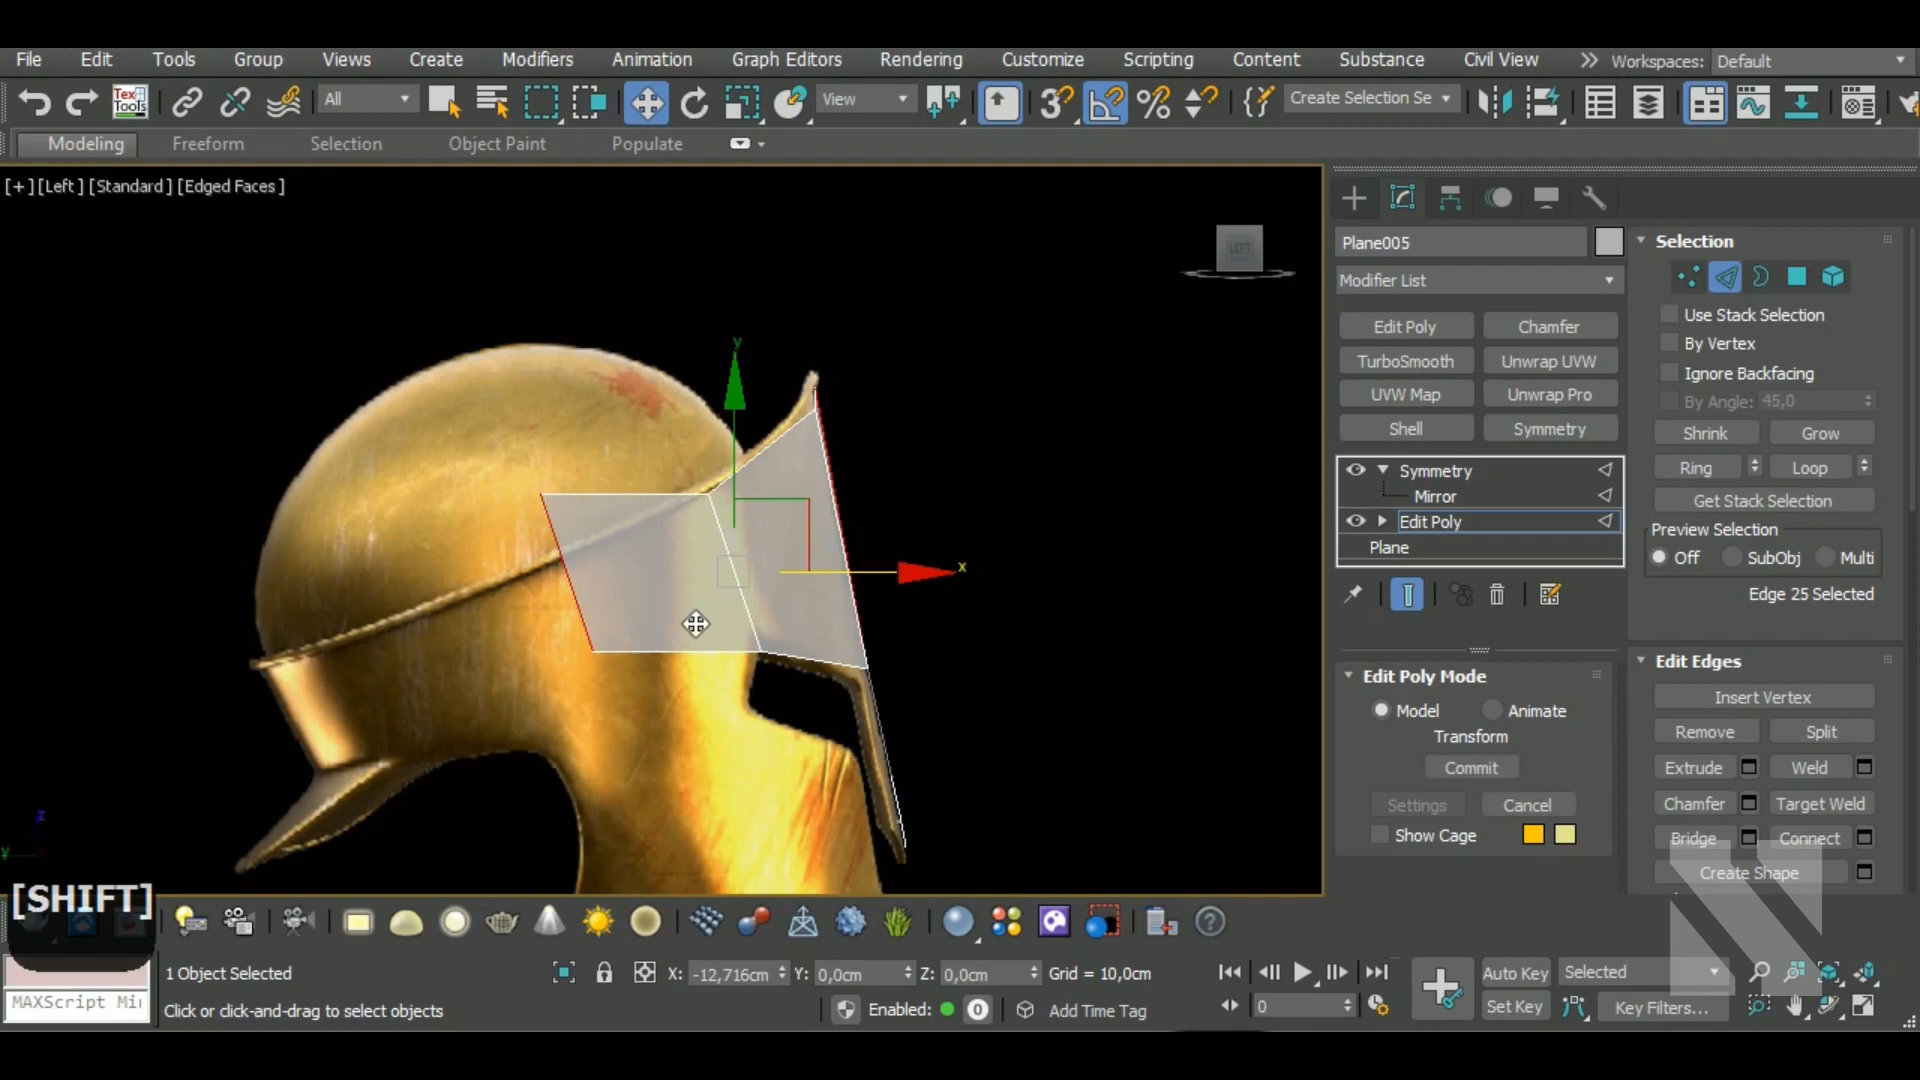 File Edit Tools Group Views Create Modifiers Animation Graph Editors Rendering Customize Scripting Content Substance Civil View Workspaces: Default
Tex Tools All View 3 Create Selection Se
Modeling Freeform Selection Object Paint Populate
[+] [Left] [Standard] [Edged Faces]
LEFT
y
x
z
y
[SHIFT]
Plane005
Modifier List
Edit Poly Chamfer
TurboSmooth Unwrap UVW
UVW Map Unwrap Pro
Shell Symmetry
Symmetry
Mirror
Edit Poly
Plane
Edit Poly Mode
Model Animate
Transform
Commit
Settings Cancel
Show Cage
Selection
Use Stack Selection
By Vertex
Ignore Backfacing
By Angle: 45,0
Shrink Grow
Ring Loop
Get Stack Selection
Preview Selection
Off SubObj Multi
Edge 25 Selected
Edit Edges
Insert Vertex
Remove Split
Extrude Weld
Chamfer Target Weld
Bridge Connect
Create Shape
MAXScript Mi
1 Object Selected X: -12,716cm Y: 0,0cm Z: 0,0cm Grid = 10,0cm
Click or click-and-drag to select objects Enabled: 0 Add Time Tag
0
Auto Key Selected
Set Key Key Filters...